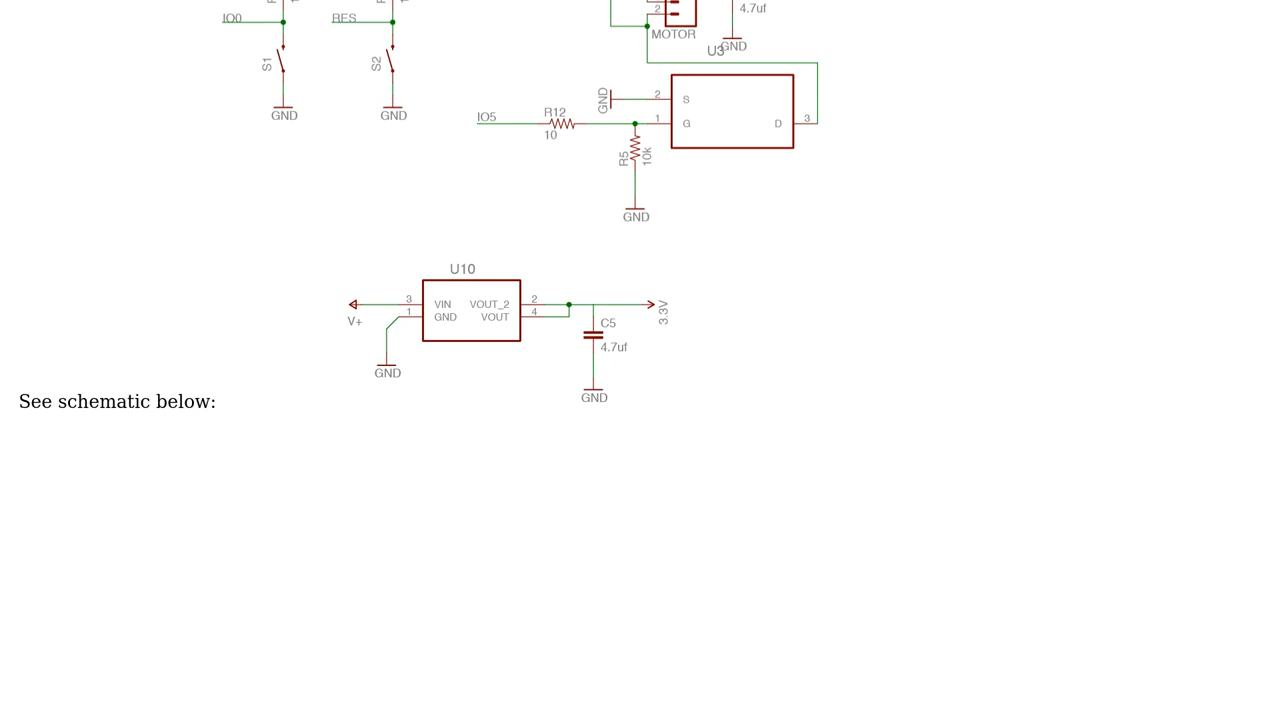 IO0
RES
2
4.7uf
MOTOR
GND
U3
S1
S2
GND
GND
GND
2
S
IO5
R12
10
1
G
D
3
R5
10k
GND
U10
3
VIN
VOUT_2
2
1
GND
VOUT
4
V+
3.3V
C5
4.7uf
GND
GND
See schematic below: